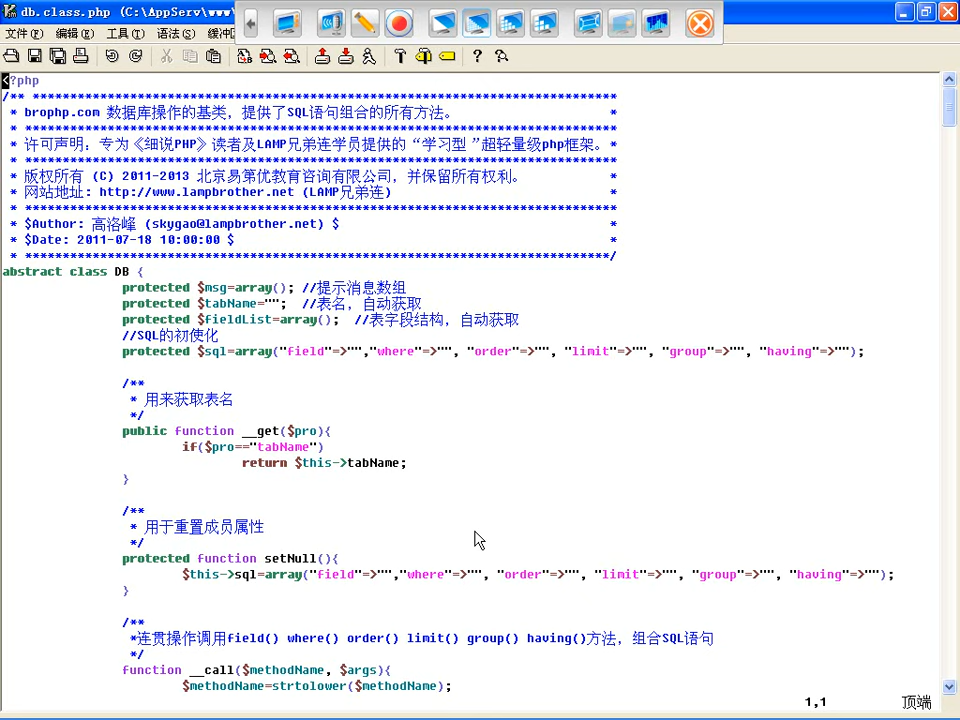 db.class.php (C:\AppServ\www\
文件(F) 编辑(E) 工具(T) 语法(S) 缓冲区
<?php
/** ******************************************************************************
 * brophp.com 数据库操作的基类，提供了SQL语句组合的所有方法。 *
 * *******************************************************************************
 * 许可声明：专为《细说PHP》读者及LAMP兄弟连学员提供的“学习型”超轻量级php框架。*
 * *******************************************************************************
 * 版权所有 (C) 2011-2013 北京易第优教育咨询有限公司，并保留所有权利。 *
 * 网站地址: http://www.lampbrother.net (LAMP兄弟连) *
 * *******************************************************************************
 * $Author: 高洛峰 (skygao@lampbrother.net) $ *
 * $Date: 2011-07-18 10:00:00 $ *
 * ******************************************************************************/
abstract class DB {
protected $msg=array(); //提示消息数组
protected $tabName=""; //表名，自动获取
protected $fieldList=array(); //表字段结构，自动获取
//SQL的初使化
protected $sql=array("field"=>"","where"=>"", "order"=>"", "limit"=>"", "group"=>"", "having"=>"");
/**
 * 用来获取表名
 */
public function __get($pro){
if($pro=="tabName")
return $this->tabName;
}
/**
 * 用于重置成员属性
 */
protected function setNull(){
$this->sql=array("field"=>"","where"=>"", "order"=>"", "limit"=>"", "group"=>"", "having"=>"");
}
/**
 *连贯操作调用field() where() order() limit() group() having()方法，组合SQL语句
 */
function __call($methodName, $args){
$methodName=strtolower($methodName);
1,1 顶端